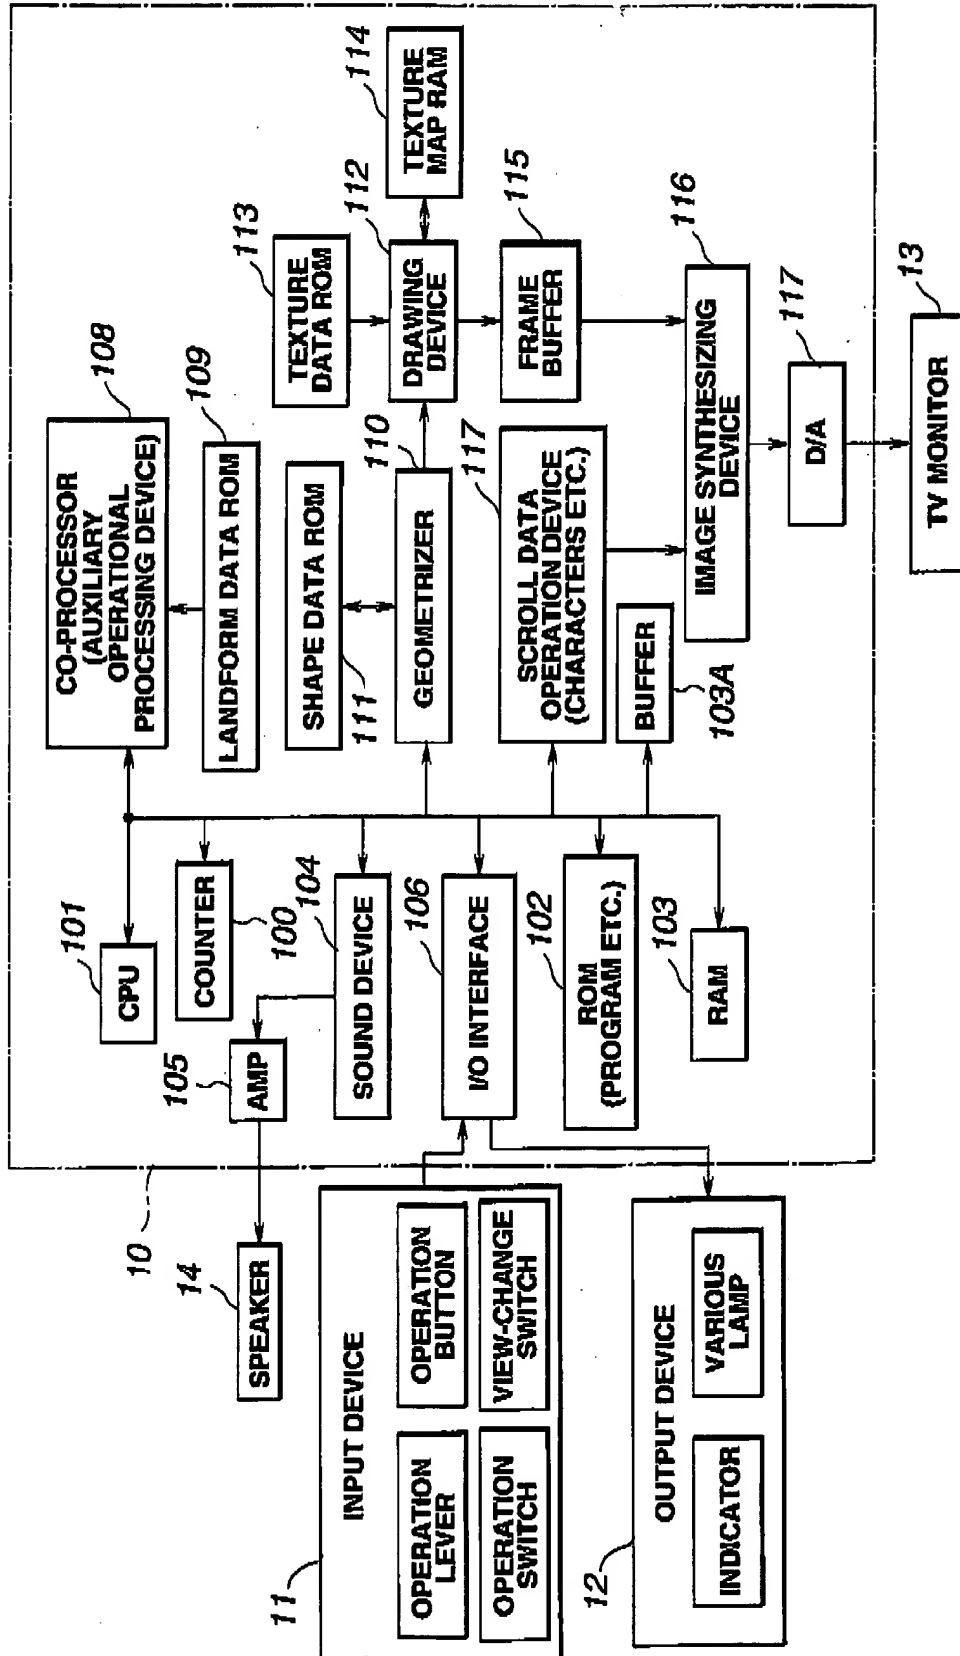 101
CPU
COUNTER
100
105
AMP
104
SOUND DEVICE
106
I/O INTERFACE
102
ROM
(PROGRAM ETC.)
103
RAM
108
CO-PROCESSOR
(AUXILIARY
OPERATIONAL
PROCESSING DEVICE)
109
LANDFORM DATA ROM
SHAPE DATA ROM
111
110
GEOMETRIZER
117
SCROLL DATA
OPERATION DEVICE
(CHARACTERS ETC.)
BUFFER
103A
113
TEXTURE
DATA ROM
112
DRAWING
DEVICE
114
TEXTURE
MAP RAM
115
FRAME
BUFFER
116
IMAGE SYNTHESIZING
DEVICE
117
D/A
13
TV MONITOR
10
14
SPEAKER
11
INPUT DEVICE
OPERATION
LEVER
OPERATION
BUTTON
OPERATION
SWITCH
VIEW-CHANGE
SWITCH
12
OUTPUT DEVICE
INDICATOR
VARIOUS
LAMP